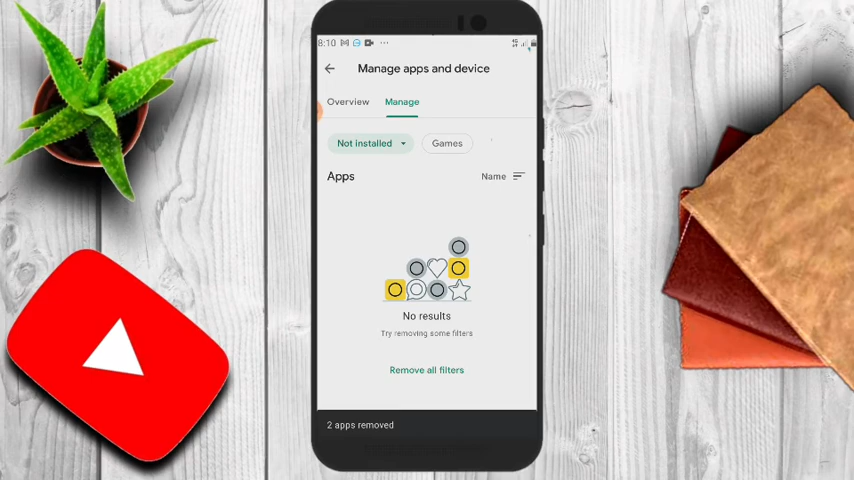 8:10
Manage apps and device
Overview Manage
Not installed Games
Apps Name
No results
Try removing some filters
Remove all filters
2 apps removed